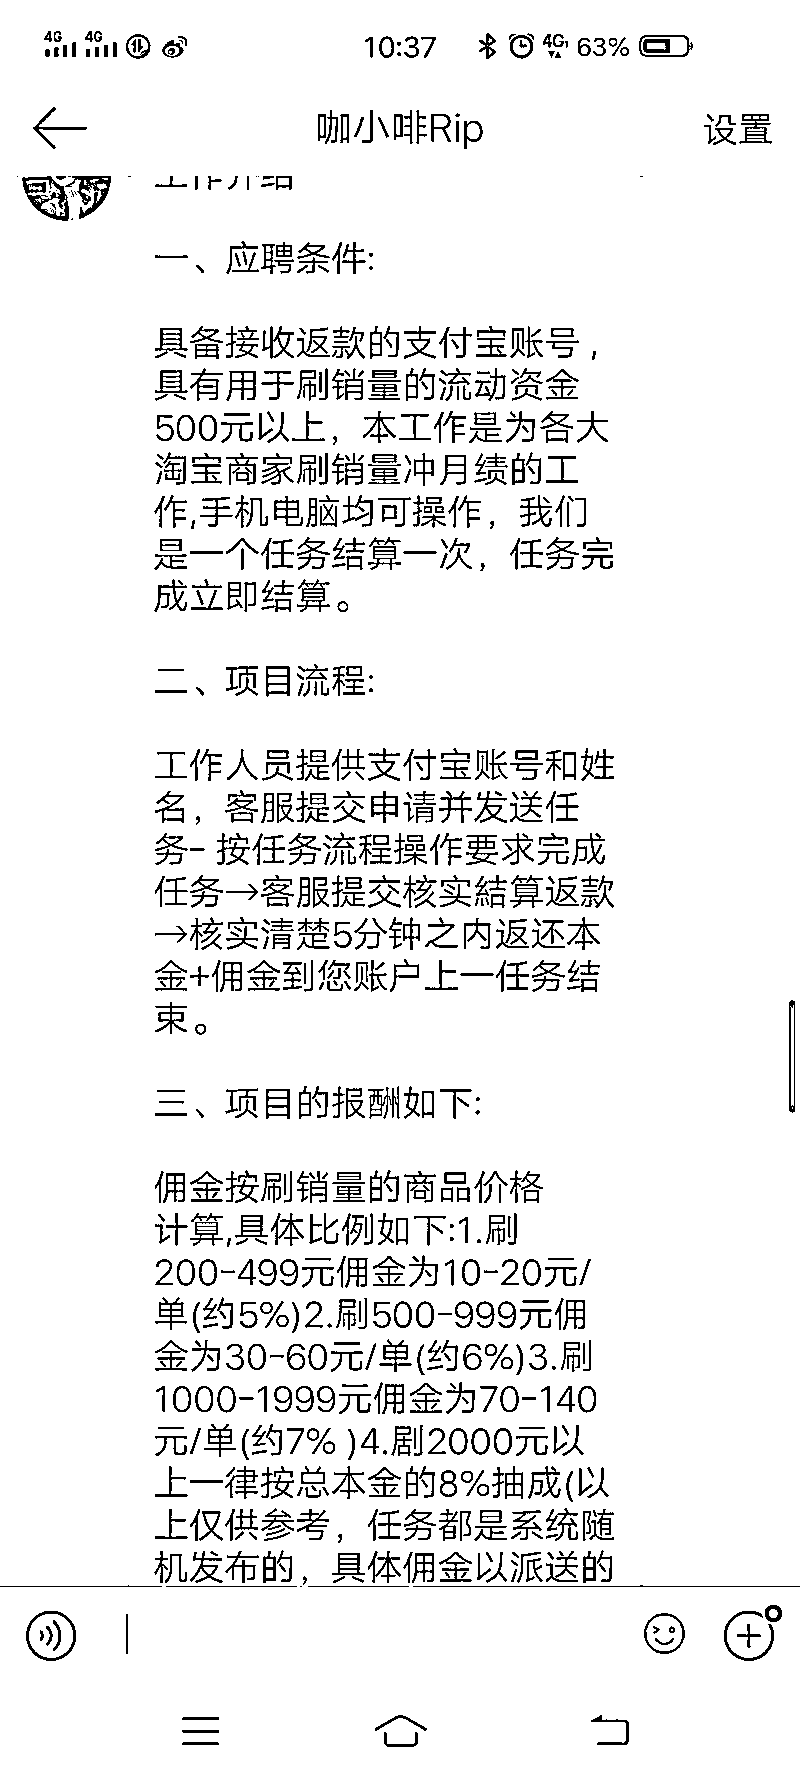 4G 4G 10:37 4G 63%
咖小啡Rip 设置
工作介绍
一、应聘条件:
具备接收返款的支付宝账号，
具有用于刷销量的流动资金
500元以上，本工作是为各大
淘宝商家刷销量冲月绩的工
作,手机电脑均可操作，我们
是一个任务结算一次，任务完
成立即结算。
二、项目流程:
工作人员提供支付宝账号和姓
名，客服提交申请并发送任
务- 按任务流程操作要求完成
任务→客服提交核实結算返款
→核实清楚5分钟之内返还本
金+佣金到您账户上一任务结
束。
三、项目的报酬如下:
佣金按刷销量的商品价格
计算,具体比例如下:1.刷
200-499元佣金为10-20元/
单(约5%)2.刷500-999元佣
金为30-60元/单(约6%)3.刷
1000-1999元佣金为70-140
元/单(约7% )4.刷2000元以
上一律按总本金的8%抽成(以
上仅供参考，任务都是系统随
机发布的，具体佣金以派送的